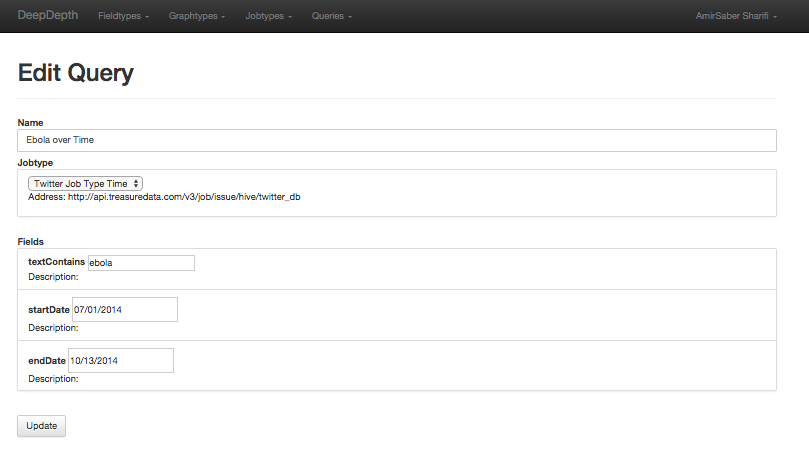 DeepDepth Fieldtypes Graphtypes Jobtypes Queries AmirSaber Sharifi
Edit Query
Name
Ebola over Time
Jobtype
Twitter Job Type Time
Address: http://api.treasuredata.com/v3/job/issue/hive/twitter_db
Fields
textContains ebola
Description:
startDate 07/01/2014
Description:
endDate 10/13/2014
Description:
Update